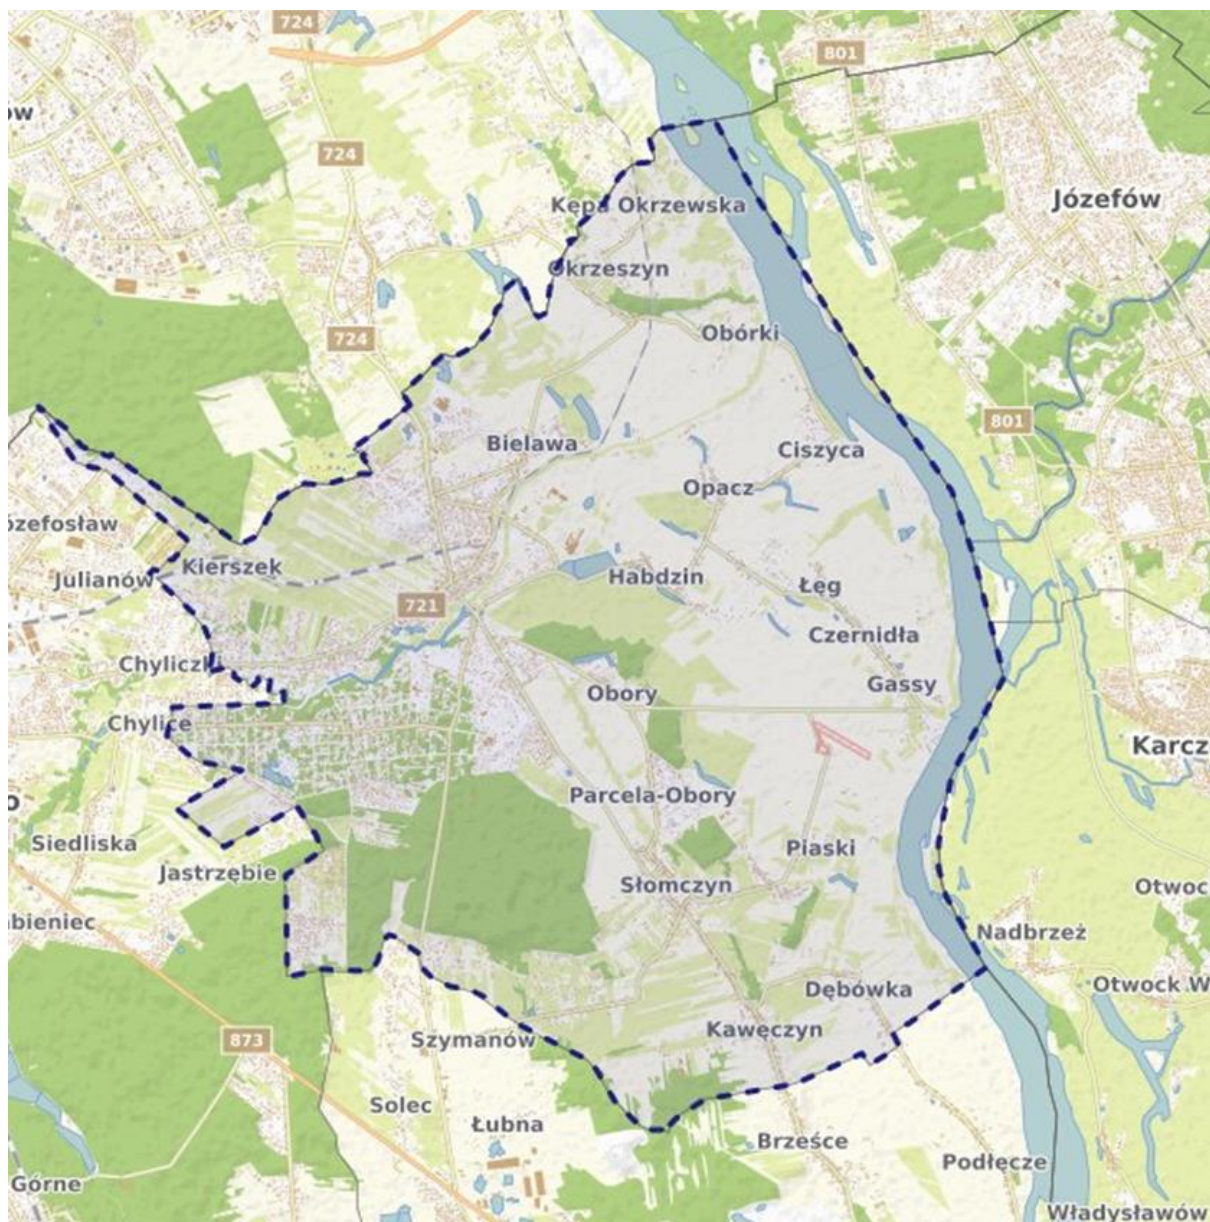 724
801
ów
724
Józefów
Kępa Okrzewska
Okrzeszyn
724
Obórki
801
Bielawa
Ciszyca
Opacz
ózefosław
Kierszek
Julianów
Habdzin
Łęg
721
Czernidła
Chyliczki
Gassy
Obory
Chylice
Karcz
o
Parcela-Obory
Siedliska
Piaski
Jastrzębie
Słomczyn
Otwoc
abieniec
Nadbrzeż
Otwock W
Dębówka
Kawęczyn
Szymanów
873
Solec
Łubna
Brześce
Podłęcze
Górne
Władysławów